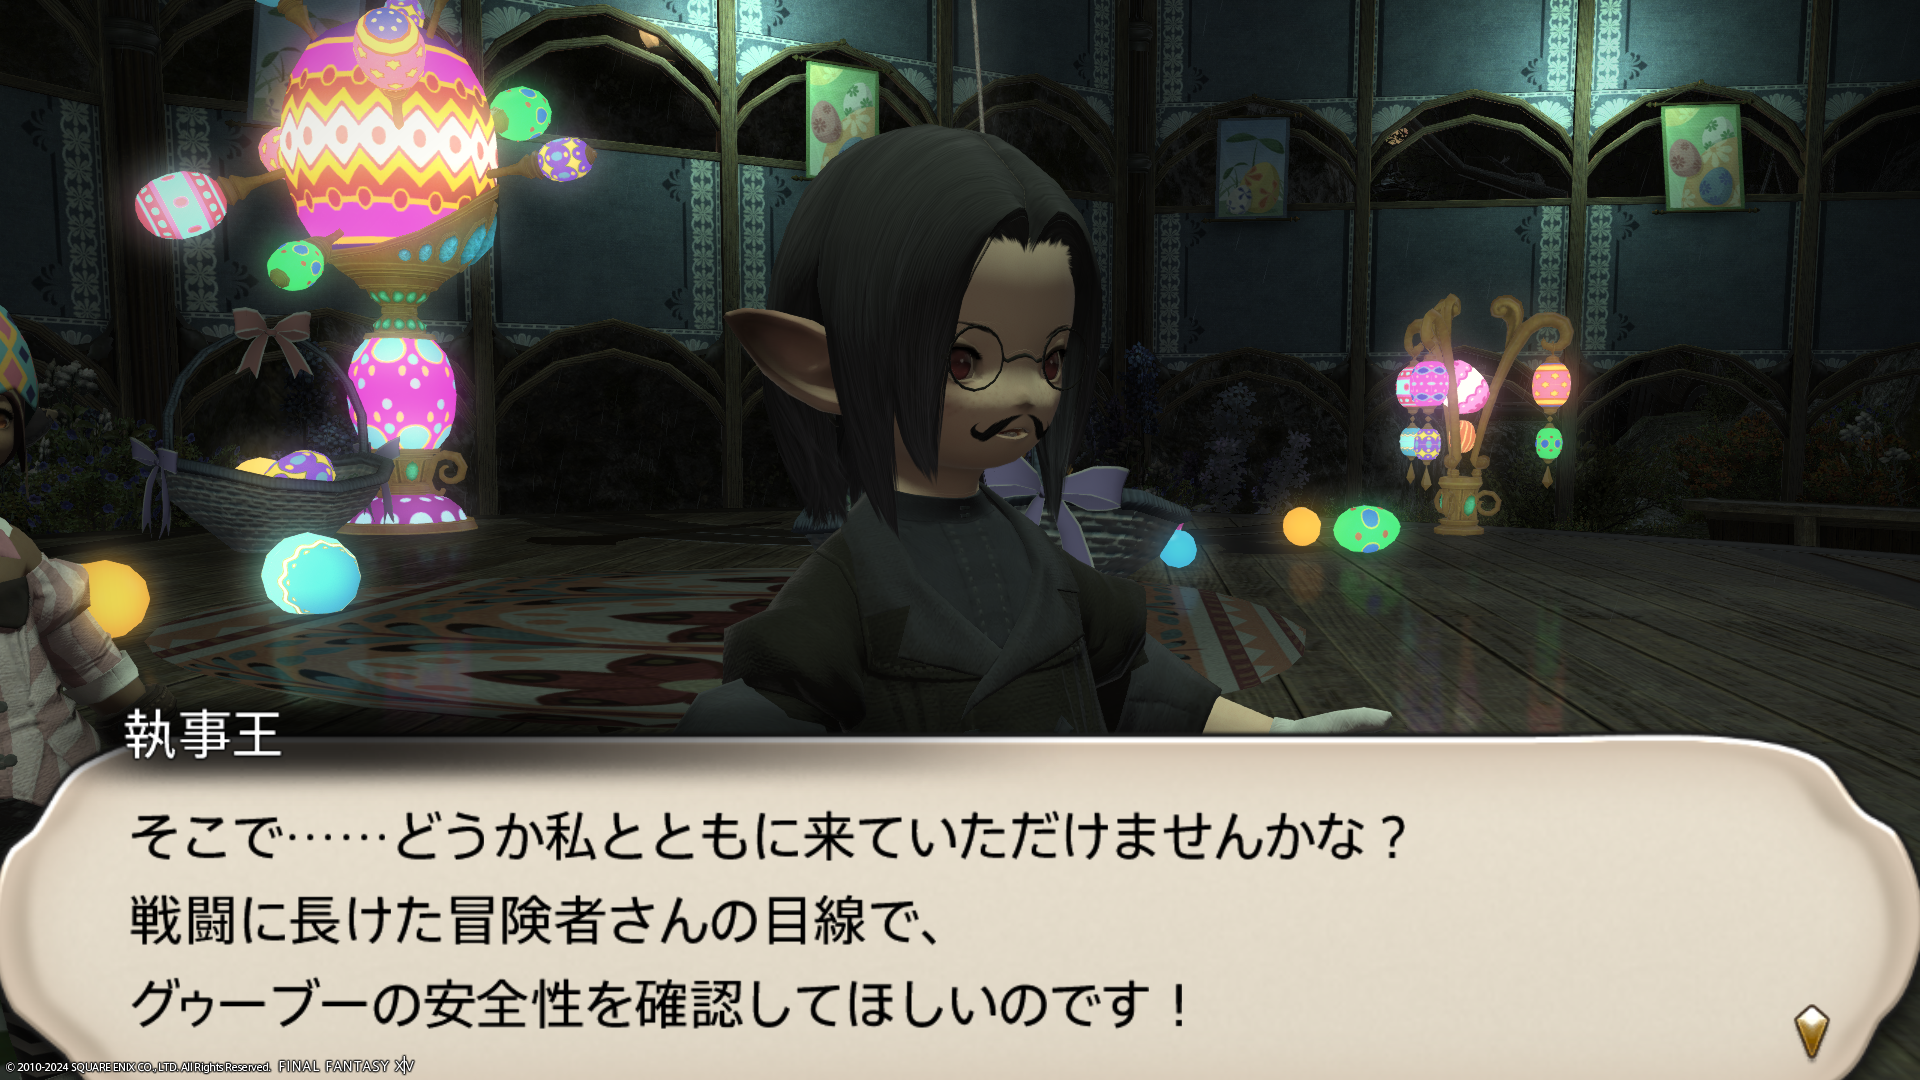 執事王
そこで……どうか私とともに来ていただけませんかな？
戦闘に長けた冒険者さんの目線で、
グゥーブーの安全性を確認してほしいのです！
© 2010-2024 SQUARE ENIX CO., LTD. All Rights Reserved. FINAL FANTASY XIV